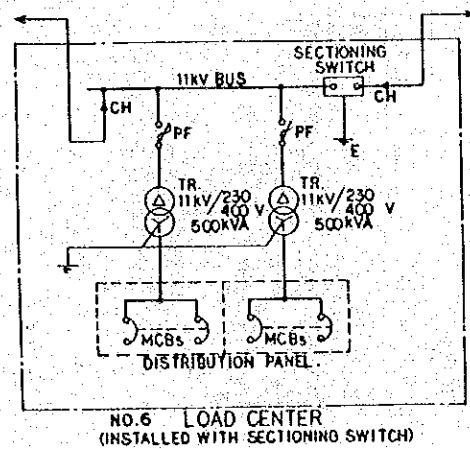 SECTIONING
SWITCH
11kV BUS
CH
CH
PF
PF
E
TR
11kV/230
400 V
500kVA
TR
11kV/230
400 V
500kVA
E
MCBs
MCBs
DISTRIBUTION PANEL.
NO.6 LOAD CENTER
(INSTALLED WITH SECTIONING SWITCH)